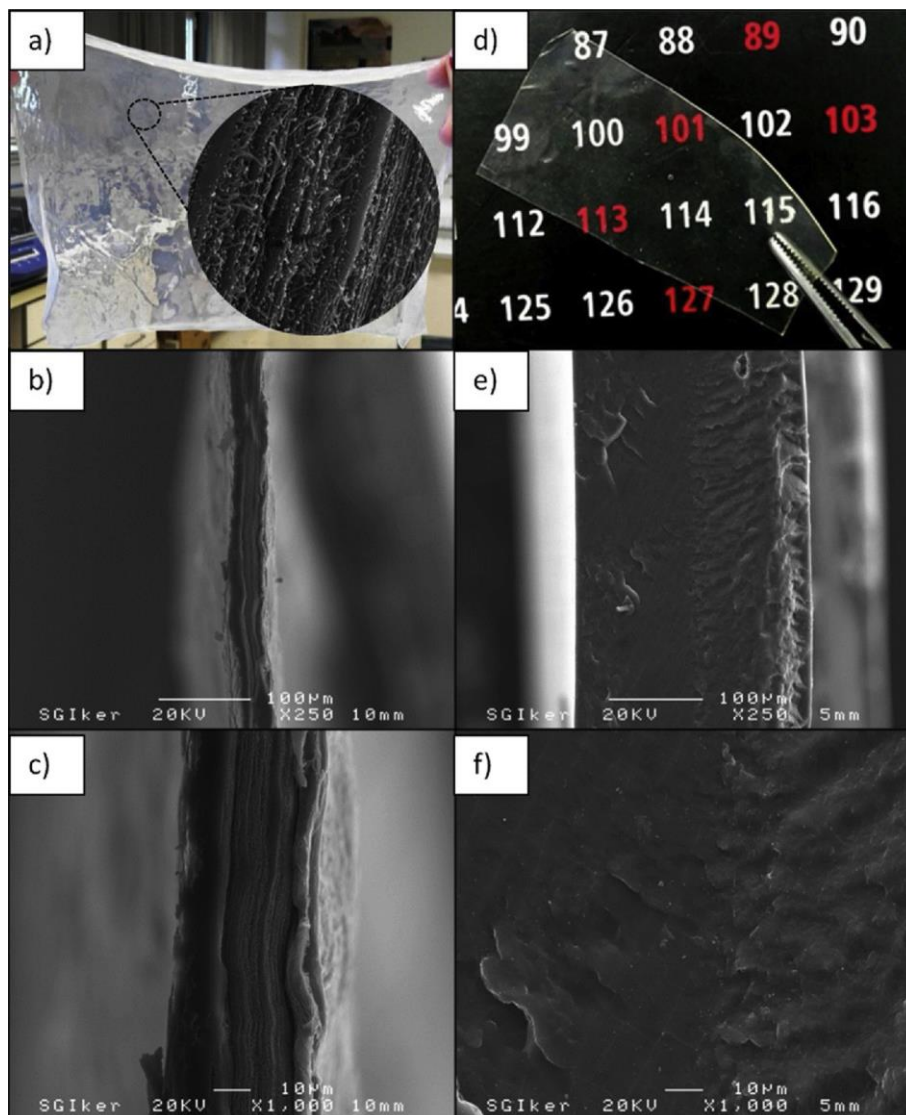 a)
d)
87 88 89 90
99 100 101 102 103
112 113 114 115 116
125 126 127 128 129
b)
100µm
SGIker 20KV X250 10mm
e)
100µm
SGIker 20KV X250 5mm
c)
10µm
SGIker 20KV X1,000 10mm
f)
10µm
SGIker 20KV X1,000 5mm